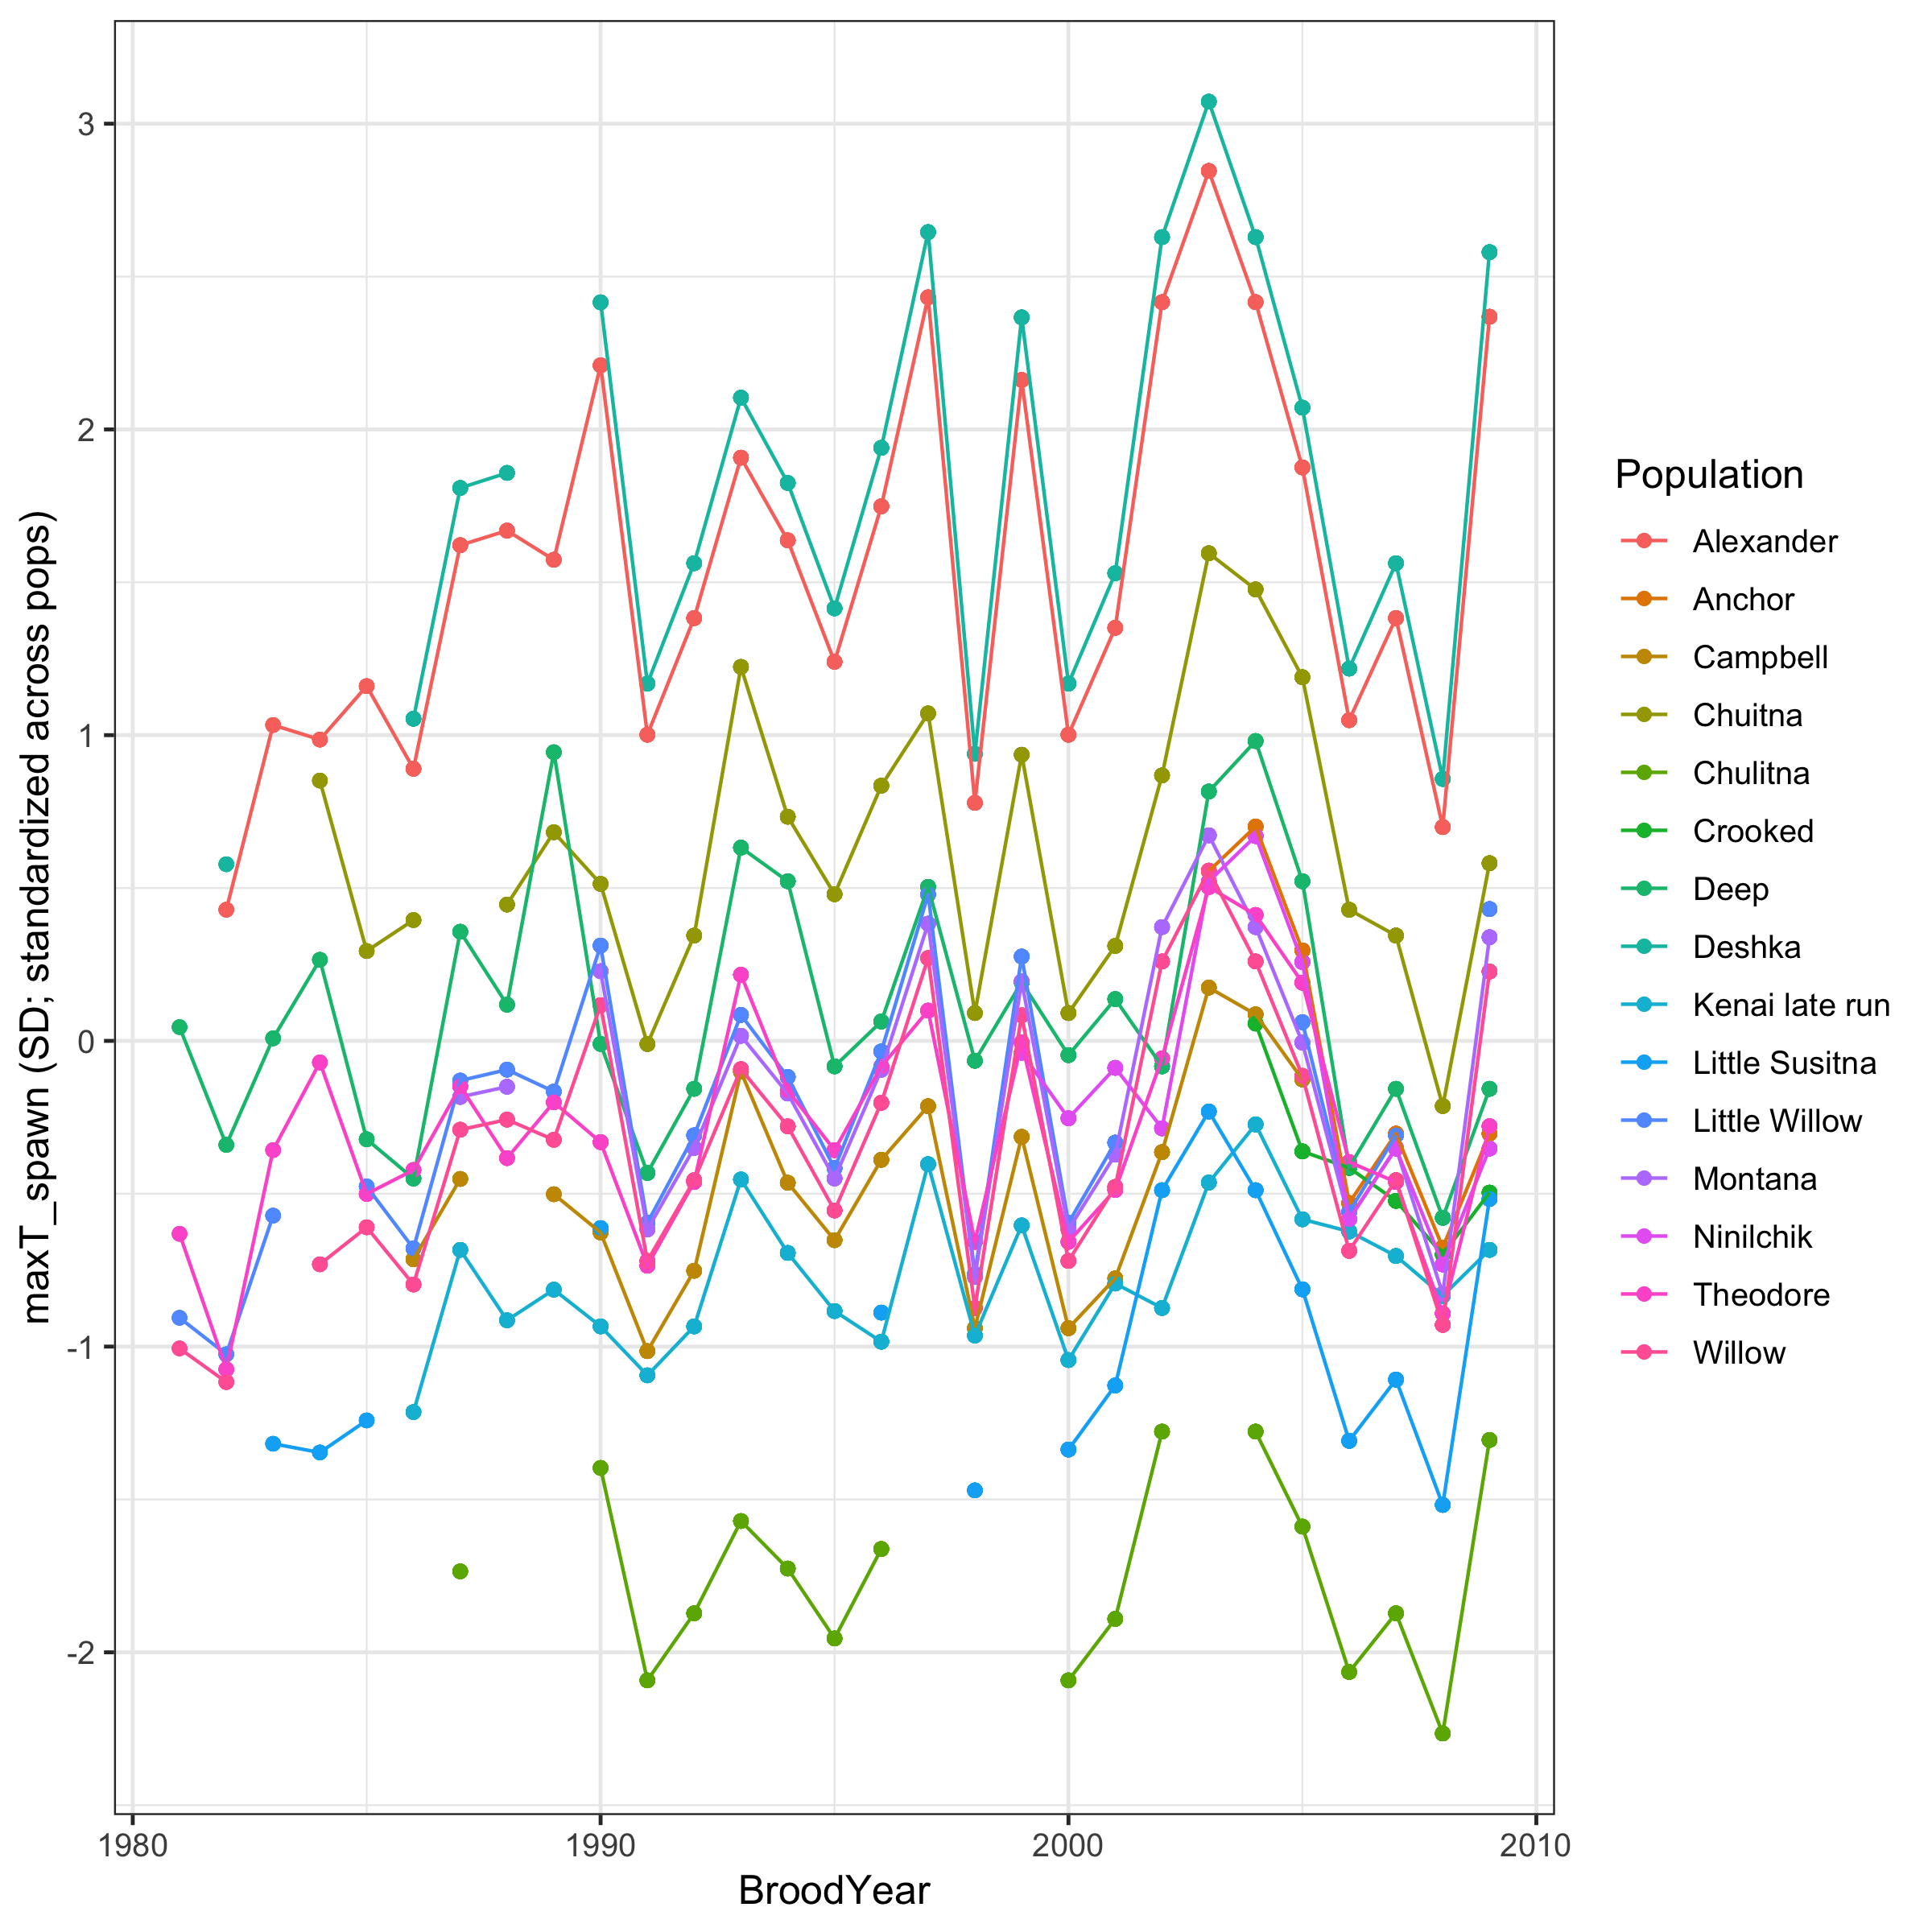 maxT_spawn (SD; standardized across pops)
3
2
1
0
-1
-2
1980
1990
2000
2010
BroodYear
Population
Alexander
Anchor
Campbell
Chuitna
Chulitna
Crooked
Deep
Deshka
Kenai late run
Little Susitna
Little Willow
Montana
Ninilchik
Theodore
Willow